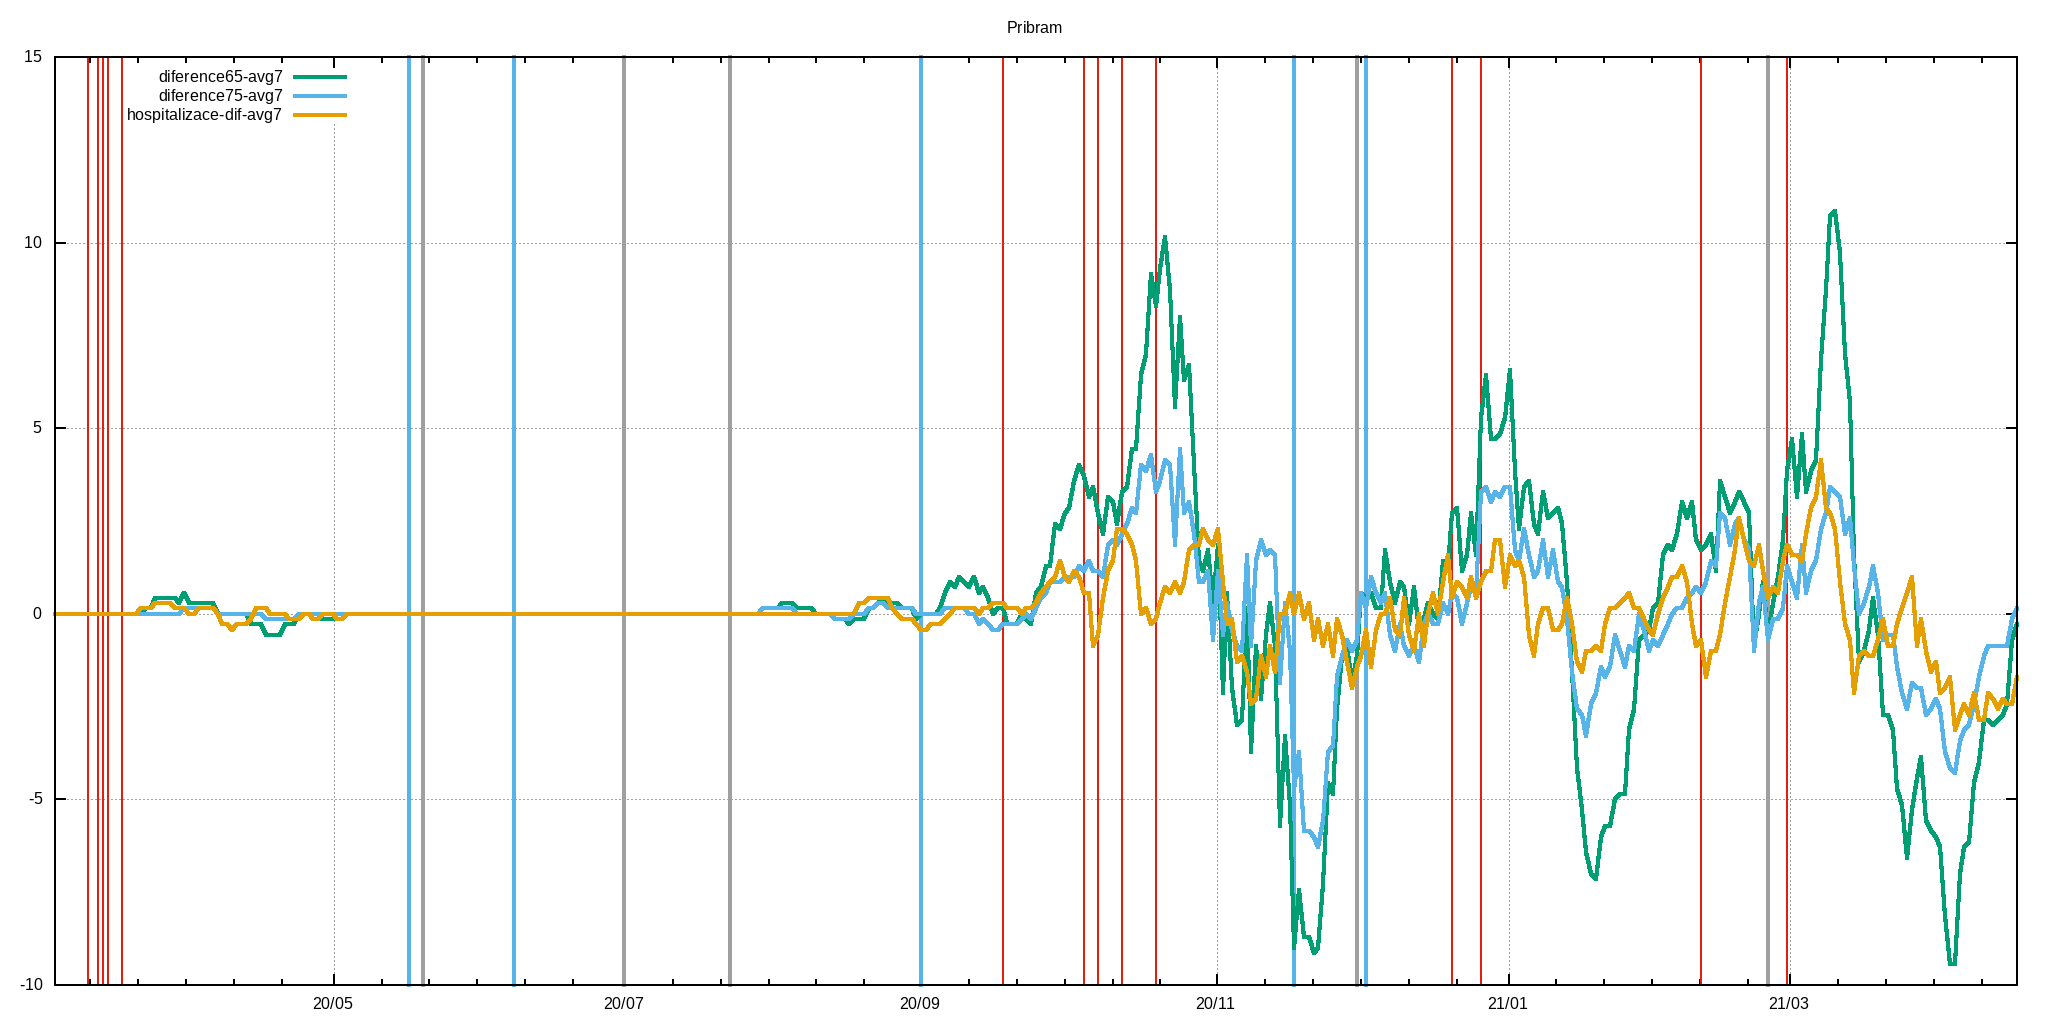 Pribram
15
diference65-avg7
diference75-avg7
hospitalizace-dif-avg7
10
5
0
-5
-10
20/05 20/07 20/09 20/11 21/01 21/03